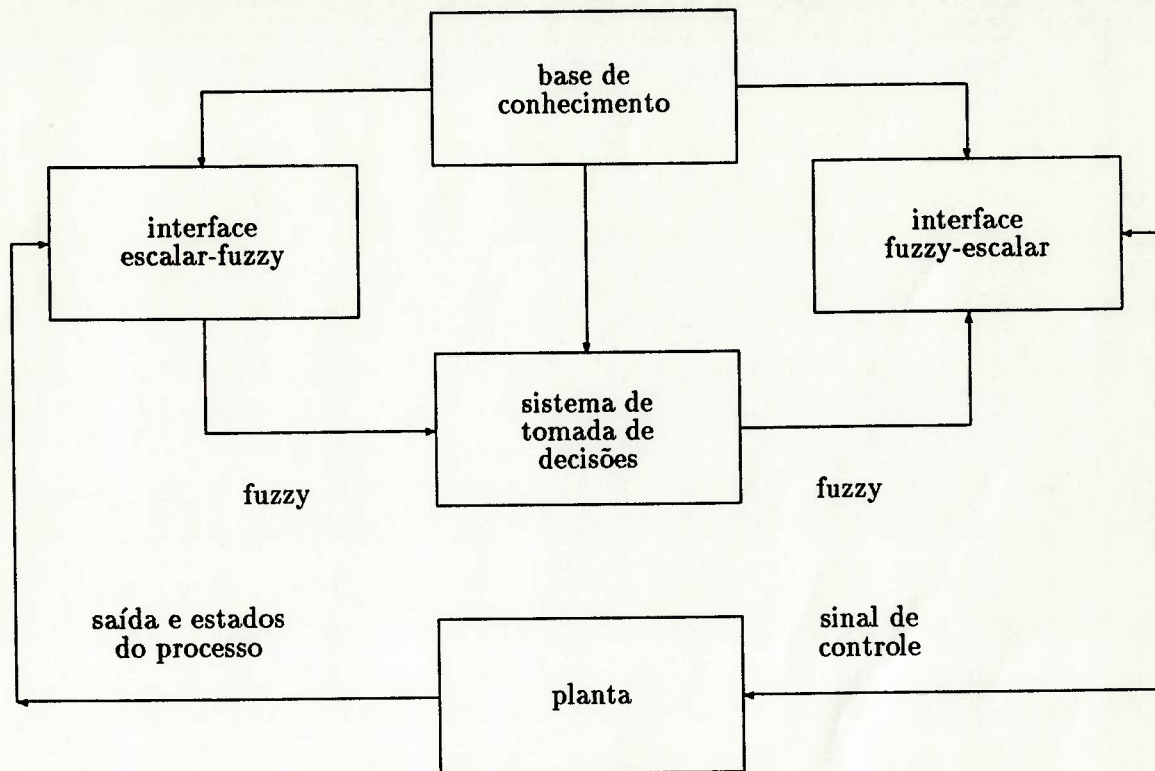 base de
conhecimento
interface
escalar-fuzzy
interface
fuzzy-escalar
sistema de
tomada de
decisões
fuzzy
fuzzy
saída e estados
do processo
sinal de
controle
planta